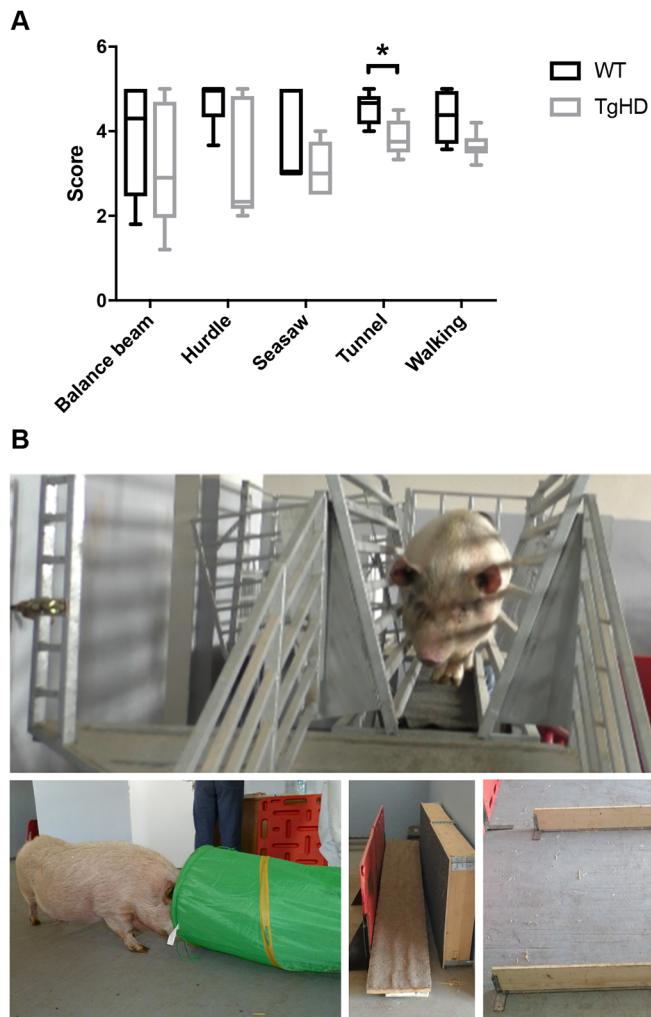 A
6
4
2
0
Score
*
WT
TgHD
Balance beam
Hurdle
Seasaw
Tunnel
Walking
B